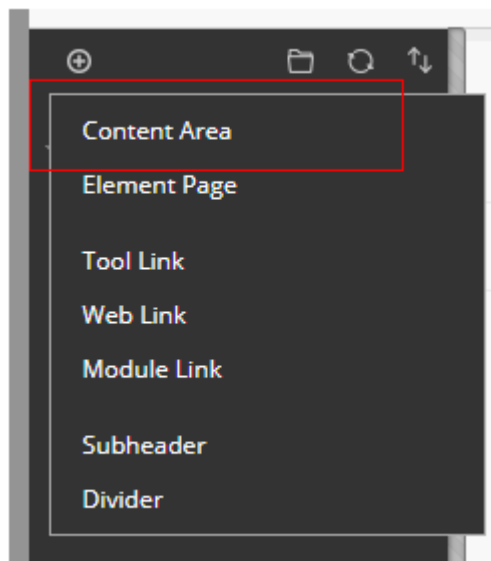 Content Area
Element Page
Tool Link
Web Link
Module Link
Subheader
Divider